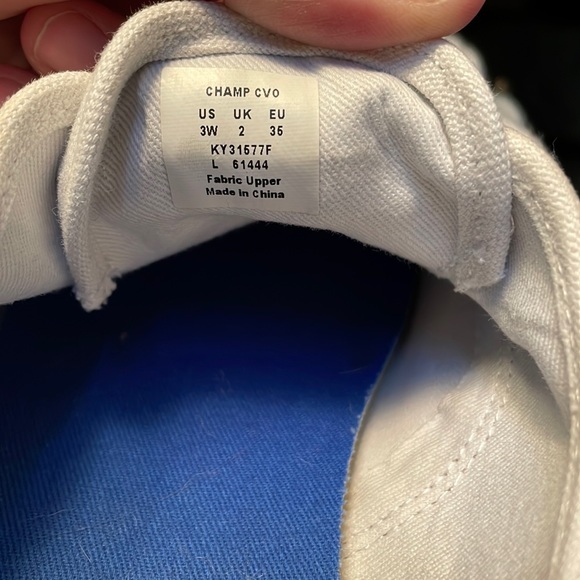 CHAMP CVO
US UK EU
3W 2 35
KY31577F
L 61444
Fabric Upper
Made in China